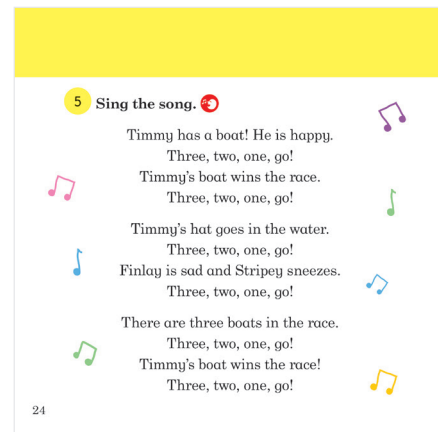 5 Sing the song.
Timmy has a boat! He is happy.
Three, two, one, go!
Timmy's boat wins the race.
Three, two, one, go!
Timmy's hat goes in the water.
Three, two, one, go!
Finlay is sad and Stripey sneezes.
Three, two, one, go!
There are three boats in the race.
Three, two, one, go!
Timmy's boat wins the race!
Three, two, one, go!
24